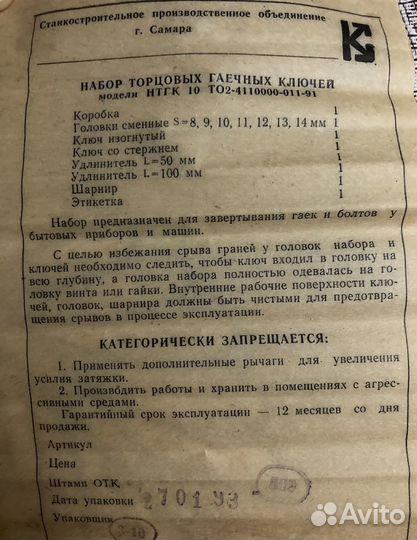 Станкостроительное производственное объединение
г. Самара
НАБОР ТОРЦОВЫХ ГАЕЧНЫХ КЛЮЧЕЙ
модели НТГК 10 ТО2-4110000-011-91
Коробка 1
Головки сменные S=8, 9, 10, 11, 12, 13, 14 мм 1
Ключ изогнутый 1
Ключ со стержнем 1
Удлинитель L=50 мм 1
Удлинитель L=100 мм 1
Шарнир 1
Этикетка 1
Набор предназначен для завертывания гаек и болтов у
бытовых приборов и машин.
С целью избежания срыва граней у головок набора и
ключей необходимо следить, чтобы ключ входил в головку на
всю глубину, а головка набора полностью одевалась на го-
ловку винта или гайки. Внутренние рабочие поверхности клю-
чей, головок, шарнира должны быть чистыми для предотвра-
щения срывов в процессе эксплуатации.
КАТЕГОРИЧЕСКИ ЗАПРЕЩАЕТСЯ:
1. Применять дополнительные рычаги для увеличения
усилия затяжки.
2. Производить работы и хранить в помещениях с агрес-
сивными средами.
Гарантийный срок эксплуатации — 12 месяцев со дня
продажи.
Артикул
Цена
Штамп ОТК
Дата упаковки 270193
Упаковщик
Avito